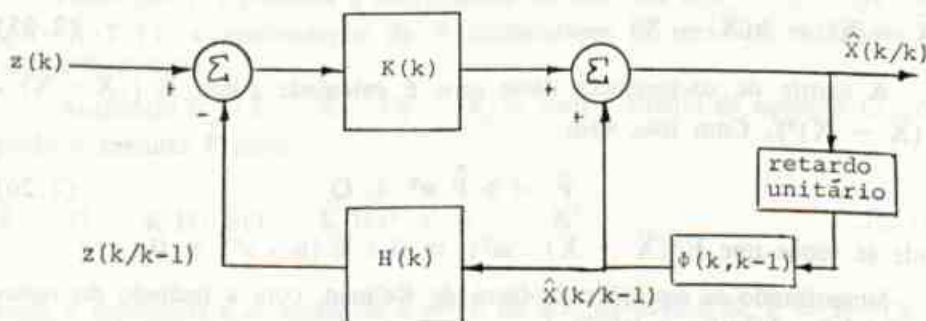 z(k)
+
Σ
-
K(k)
+
Σ
+
X̂(k/k)
retardo
unitário
z(k/k-1)
H(k)
X̂(k/k-1)
Φ(k,k-1)